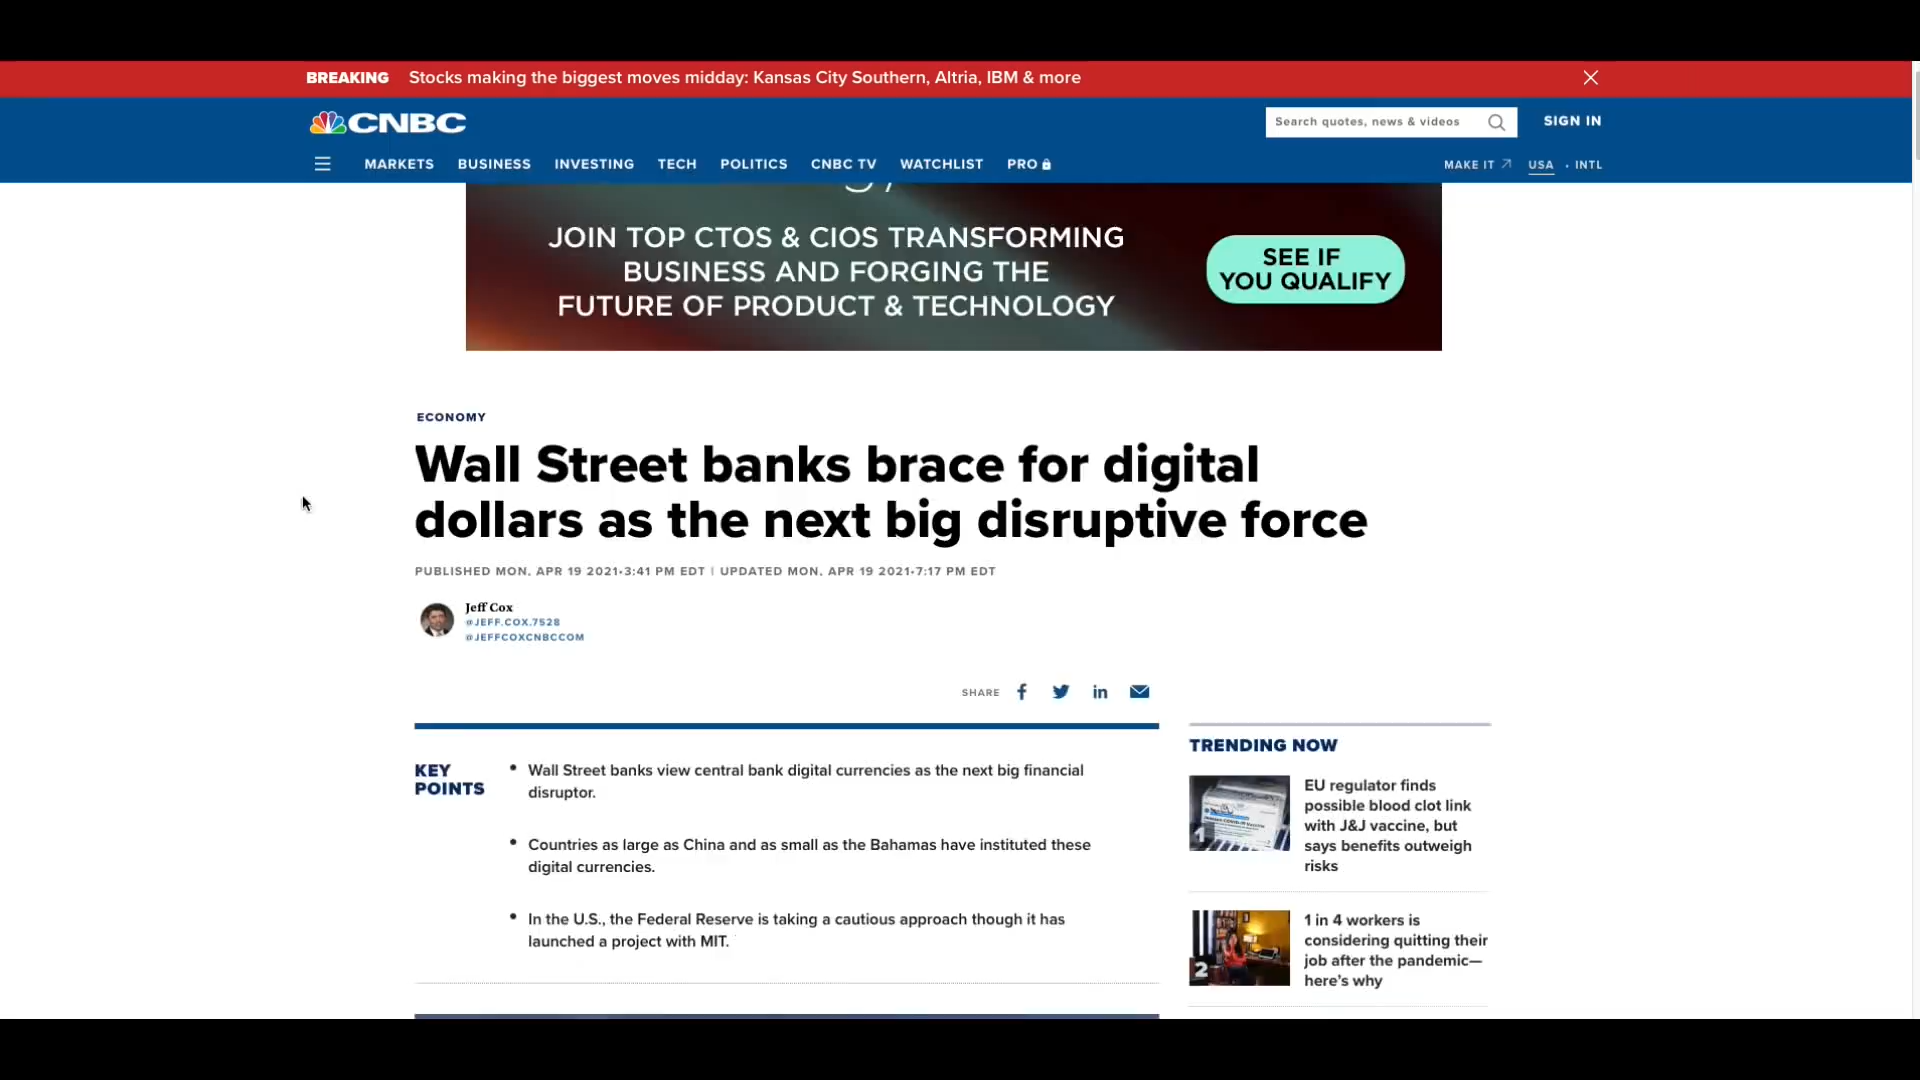 BREAKING Stocks making the biggest moves midday: Kansas City Southern, Altria, IBM & more
CNBC
Search quotes, news & videos
SIGN IN
MARKETS BUSINESS INVESTING TECH POLITICS CNBC TV WATCHLIST PRO
MAKE IT USA • INTL
JOIN TOP CTOS & CIOS TRANSFORMING
BUSINESS AND FORGING THE
FUTURE OF PRODUCT & TECHNOLOGY
SEE IF
YOU QUALIFY
ECONOMY
Wall Street banks brace for digital
dollars as the next big disruptive force
PUBLISHED MON, APR 19 2021•3:41 PM EDT | UPDATED MON, APR 19 2021•7:17 PM EDT
Jeff Cox
@JEFF.COX.7528
@JEFFCOXCNBCCOM
SHARE
KEY
POINTS
• Wall Street banks view central bank digital currencies as the next big financial
disruptor.
• Countries as large as China and as small as the Bahamas have instituted these
digital currencies.
• In the U.S., the Federal Reserve is taking a cautious approach though it has
launched a project with MIT.
TRENDING NOW
1
EU regulator finds
possible blood clot link
with J&J vaccine, but
says benefits outweigh
risks
2
1 in 4 workers is
considering quitting their
job after the pandemic—
here's why